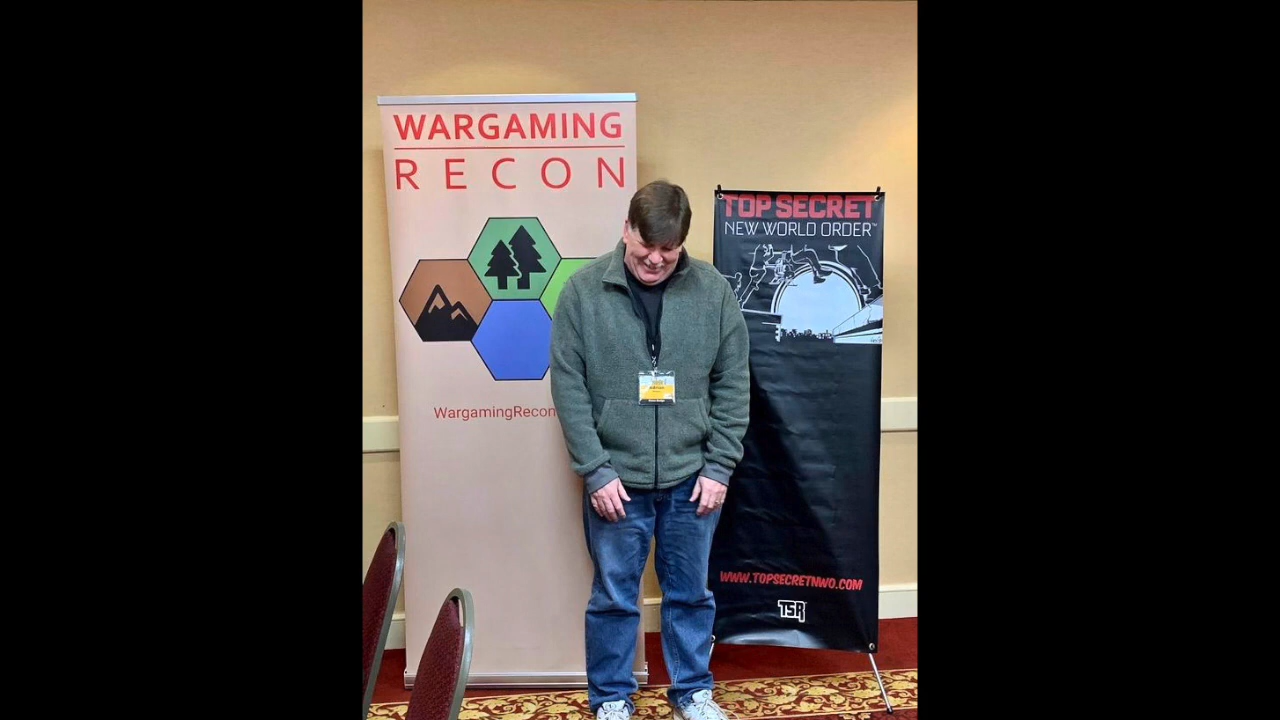 WARGAMING
RECON
WargamingRecon
TOP SECRET
NEW WORLD ORDER™
WWW.TOPSECRETNWO.COM
TSR